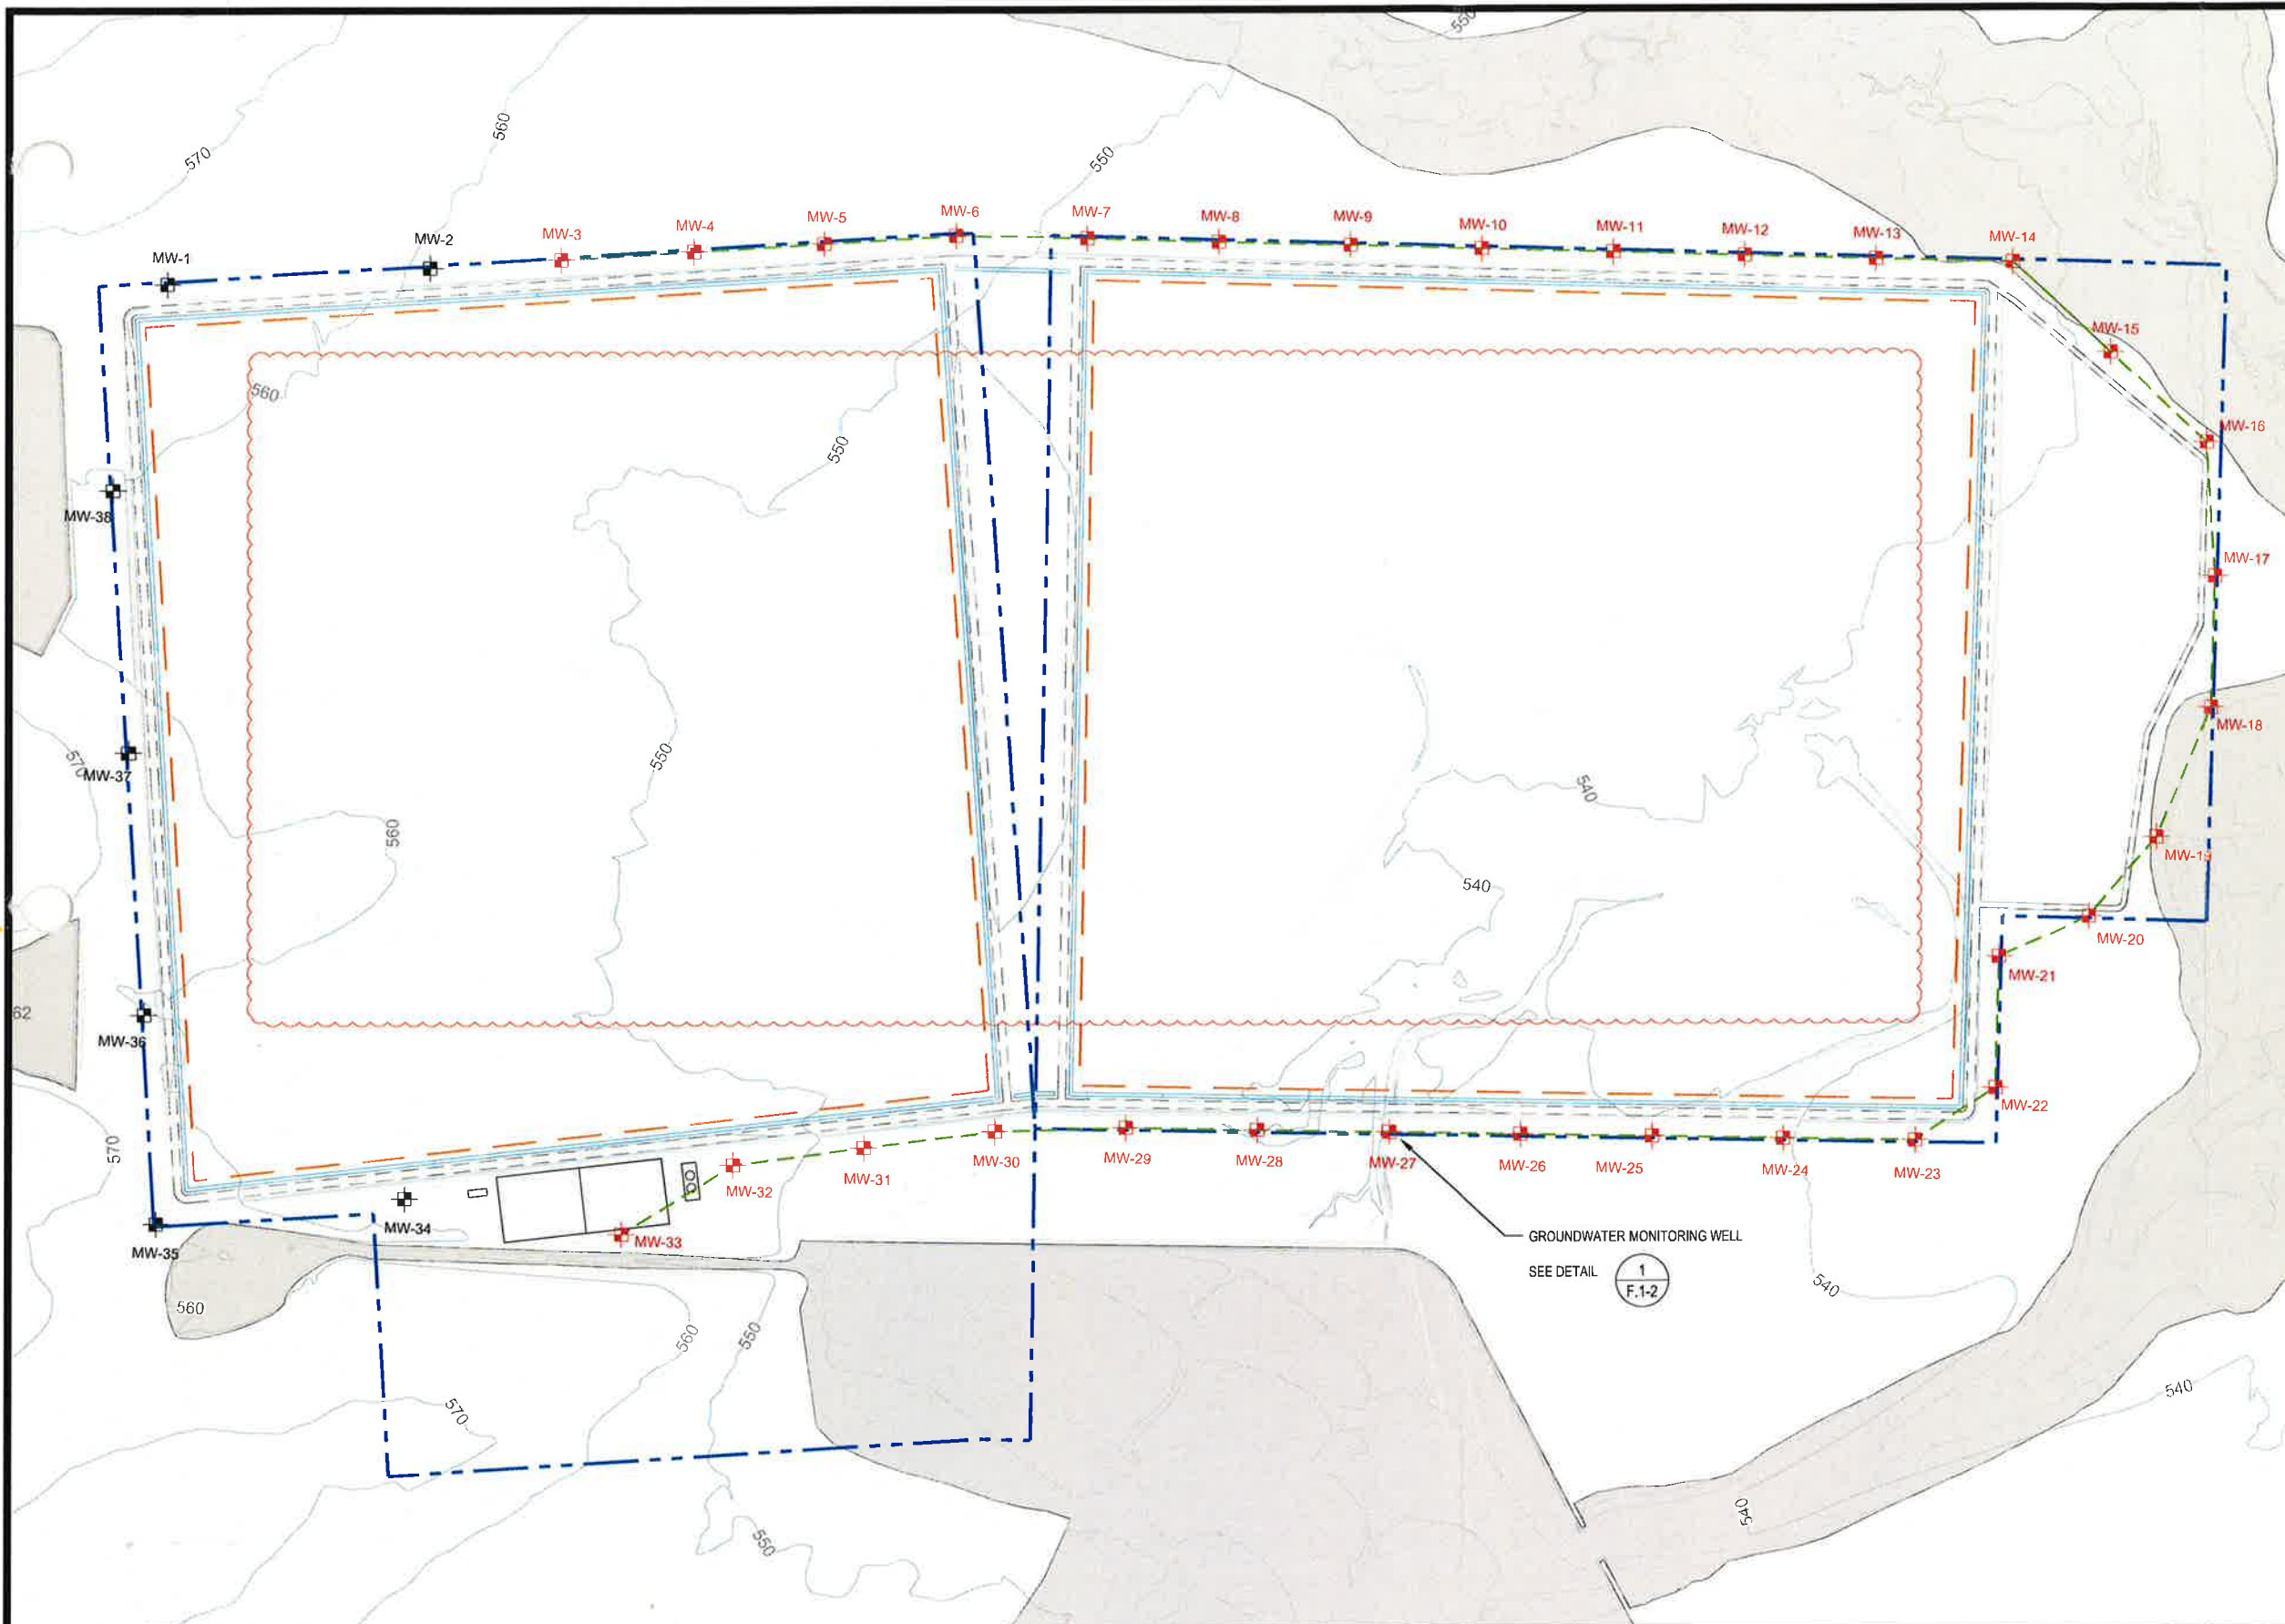 550
570
560
550
MW-1
MW-2
MW-3
MW-4
MW-5
MW-6
MW-7
MW-8
MW-9
MW-10
MW-11
MW-12
MW-13
MW-14
MW-15
MW-16
560
550
MW-38
MW-17
MW-18
570
MW-37
550
540
560
MW-19
540
MW-20
MW-21
62
MW-36
MW-22
570
MW-35
MW-34
MW-33
MW-32
MW-31
MW-30
MW-29
MW-28
MW-27
MW-26
MW-25
MW-24
MW-23
GROUNDWATER MONITORING WELL
SEE DETAIL
1
F.1-2
560
560
550
540
570
540
540
550